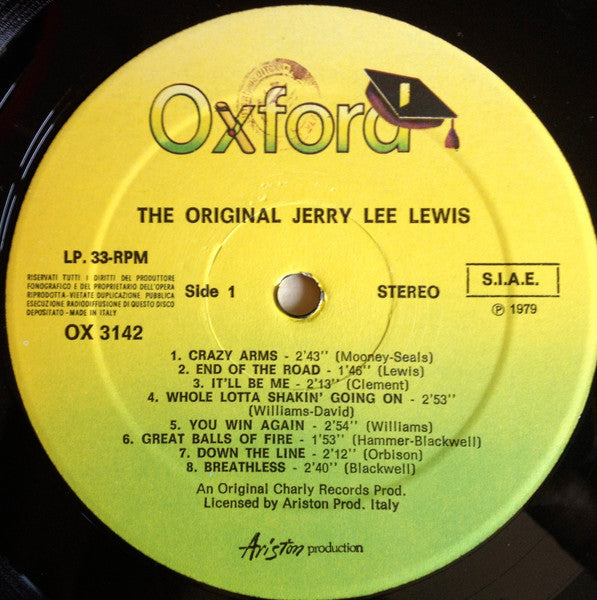 Oxford
THE ORIGINAL JERRY LEE LEWIS
LP. 33-RPM
RISERVATI TUTTI I DIRITTI DEL PRODUTTORE
FONOGRAFICO E DEL PROPRIETARIO DELL'OPERA
RIPRODOTTA - VIETATE DUPLICAZIONE PUBBLICA
ESECUZIONE RADIODIFFUSIONE DI QUESTO DISCO
DEPOSITATO - MADE IN ITALY
OX 3142
Side 1
STEREO
S.I.A.E.
℗ 1979
1. CRAZY ARMS - 2'43'' (Mooney-Seals)
2. END OF THE ROAD - 1'46'' (Lewis)
3. IT'LL BE ME - 2'13'' (Clement)
4. WHOLE LOTTA SHAKIN' GOING ON - 2'53''
(Williams-David)
5. YOU WIN AGAIN - 2'54'' (Williams)
6. GREAT BALLS OF FIRE - 1'53'' (Hammer-Blackwell)
7. DOWN THE LINE - 2'12'' (Orbison)
8. BREATHLESS - 2'40'' (Blackwell)
An Original Charly Records Prod.
Licensed by Ariston Prod. Italy
Ariston production